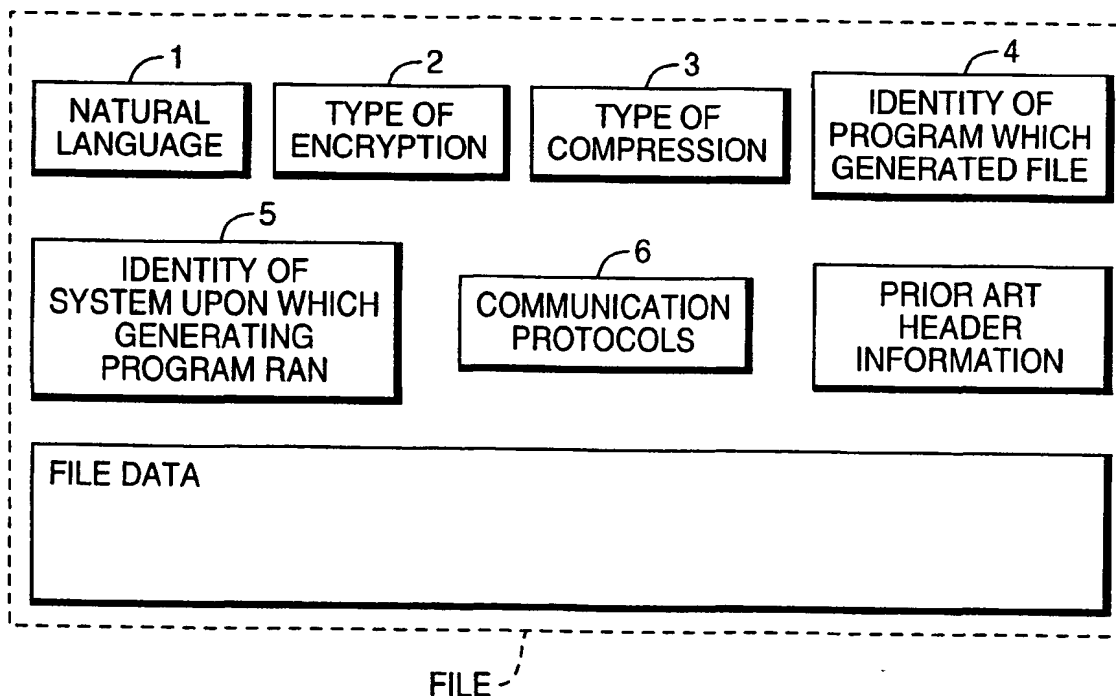 1
NATURAL
LANGUAGE
2
TYPE OF
ENCRYPTION
3
TYPE OF
COMPRESSION
4
IDENTITY OF
PROGRAM WHICH
GENERATED FILE
5
IDENTITY OF
SYSTEM UPON WHICH
GENERATING
PROGRAM RAN
6
COMMUNICATION
PROTOCOLS
PRIOR ART
HEADER
INFORMATION
FILE DATA
FILE